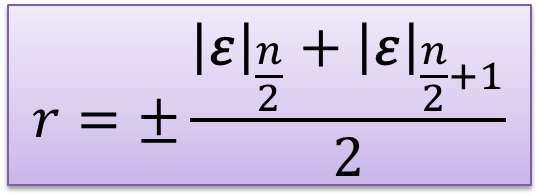 r = ± (|ε|_{n/2} + |ε|_{n/2 + 1}) / 2